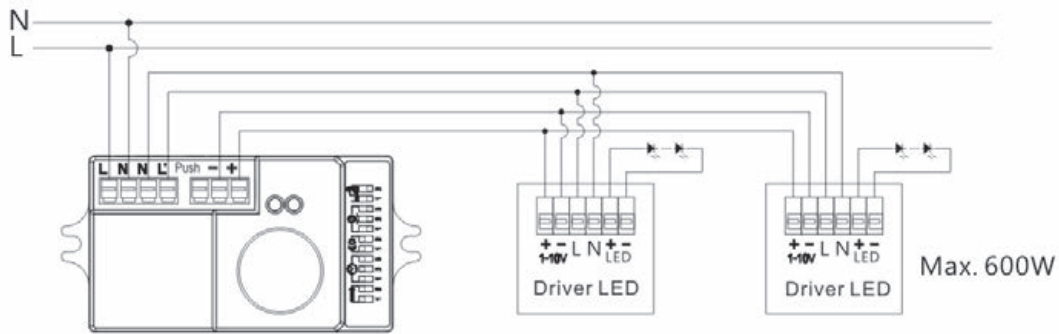 N
L
L N N L' Push − +
+ − L N + −
1-10V LED
Driver LED
+ − L N + −
1-10V LED
Driver LED
Max. 600W